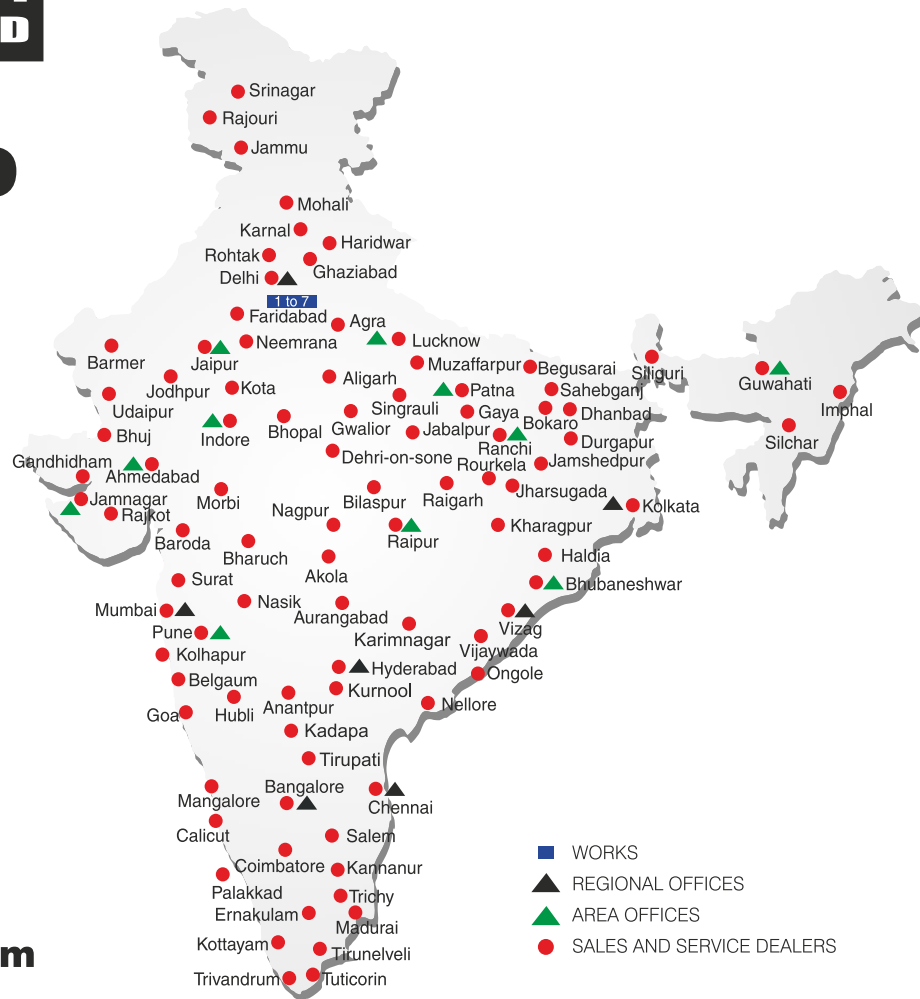 D
Srinagar
Rajouri
Jammu
Mohali
Karnal
Haridwar
Rohtak
Ghaziabad
Delhi
1 to 7
Faridabad
Agra
Neemrana
Lucknow
Barmer
Jaipur
Muzaffarpur
Begusarai
Siliguri
Guwahati
Jodhpur
Kota
Aligarh
Patna
Sahebganj
Imphal
Udaipur
Singrauli
Gaya
Bokaro
Dhanbad
Bhuj
Indore
Bhopal
Gwalior
Jabalpur
Ranchi
Durgapur
Silchar
Gandhidham
Ahmedabad
Dehri-on-sone
Rourkela
Jamshedpur
Jamnagar
Morbi
Bilaspur
Raigarh
Jharsugada
Kolkata
Rajkot
Nagpur
Kharagpur
Baroda
Raipur
Bharuch
Akola
Haldia
Surat
Bhubaneshwar
Mumbai
Nasik
Aurangabad
Vizag
Pune
Karimnagar
Vijaywada
Kolhapur
Hyderabad
Ongole
Belgaum
Kurnool
Goa
Hubli
Anantpur
Nellore
Kadapa
Tirupati
Mangalore
Bangalore
Chennai
Calicut
Salem
Coimbatore
Kannanur
Palakkad
Trichy
Ernakulam
Madurai
Kottayam
Tirunelveli
Trivandrum
Tuticorin
WORKS
REGIONAL OFFICES
AREA OFFICES
SALES AND SERVICE DEALERS
m